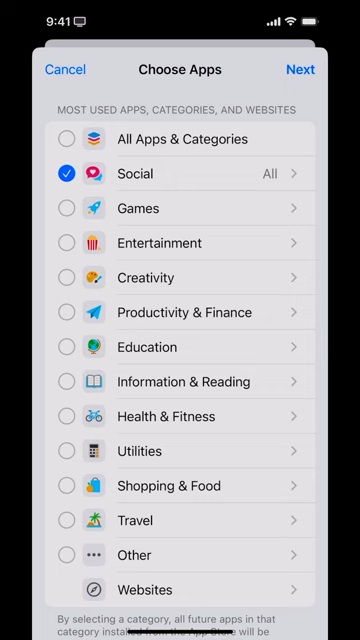 9:41
Cancel Choose Apps Next
MOST USED APPS, CATEGORIES, AND WEBSITES
All Apps & Categories
Social All
Games
Entertainment
Creativity
Productivity & Finance
Education
Information & Reading
Health & Fitness
Utilities
Shopping & Food
Travel
Other
Websites
By selecting a category, all future apps in that
category installed from the App Store will be